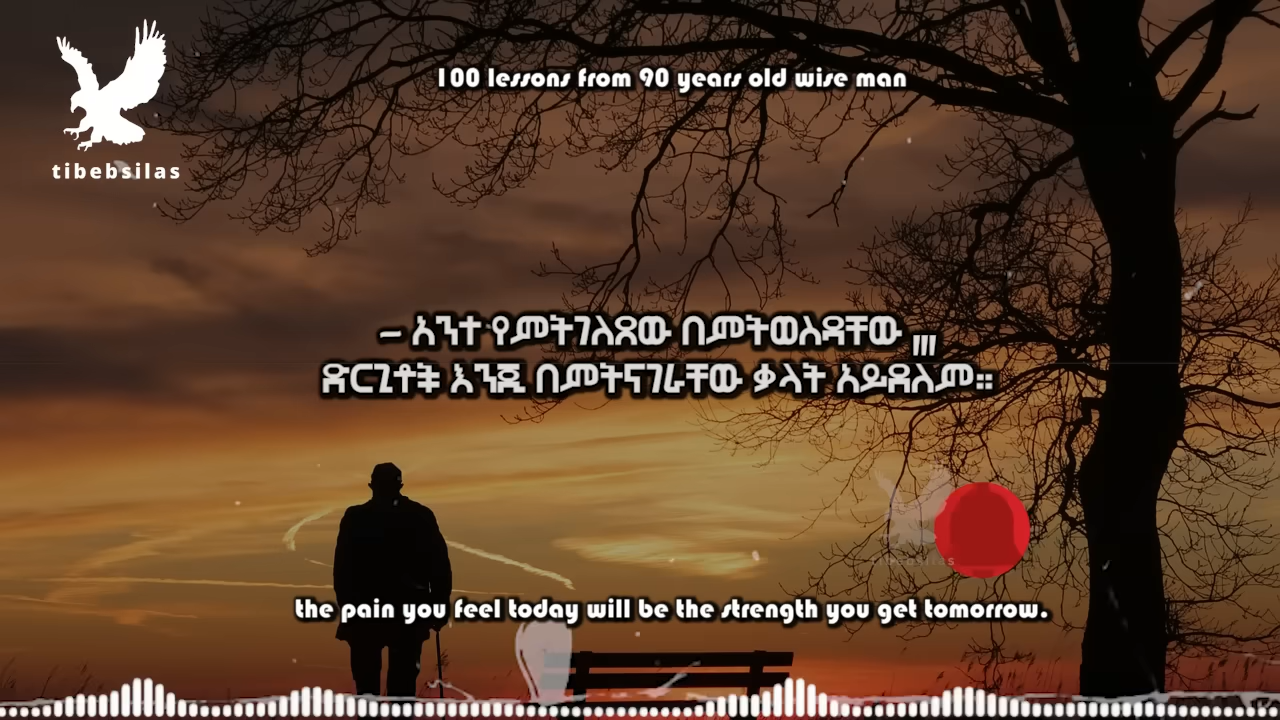 tibebsilas
100 lessons from 90 years old wise man
– አንተ የምትገለጸው በምትወስዳቸው
ድርጊቶች እንጂ በምትናገራቸው ቃላት አይደለም።
tibebsilas
the pain you feel today will be the strength you get tomorrow.